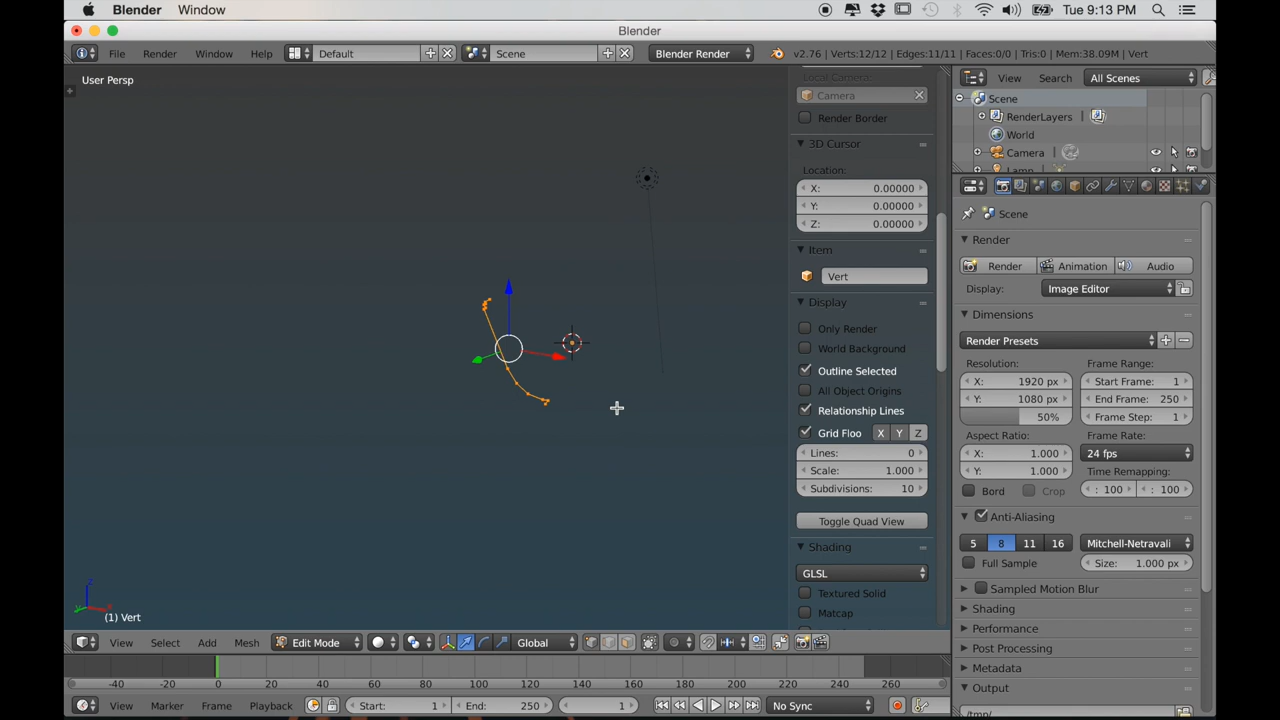 Blender Window Tue 9:13 PM
Blender
File Render Window Help Default Scene Blender Render v2.76 | Verts:12/12 | Edges:11/11 | Faces:0/0 | Tris:0 | Mem:38.09M | Vert
User Persp
Local Camera:
Camera
Render Border
3D Cursor
Location:
X: 0.00000
Y: 0.00000
Z: 0.00000
Item
Vert
Display
Only Render
World Background
Outline Selected
All Object Origins
Relationship Lines
Grid Floo X Y Z
Lines: 0
Scale: 1.000
Subdivisions: 10
Toggle Quad View
Shading
GLSL
Textured Solid
Matcap
View Search All Scenes
Scene
RenderLayers
World
Camera
Lamp
Scene
Render
Render Animation Audio
Display: Image Editor
Dimensions
Render Presets
Resolution: Frame Range:
X: 1920 px Start Frame: 1
Y: 1080 px End Frame: 250
50% Frame Step: 1
Aspect Ratio: Frame Rate:
X: 1.000 24 fps
Y: 1.000 Time Remapping:
Bord Crop : 100 : 100
Anti-Aliasing
5 8 11 16 Mitchell-Netravali
Full Sample Size: 1.000 px
Sampled Motion Blur
Shading
Performance
Post Processing
Metadata
Output
/tmp/
z
y
(1) Vert
View Select Add Mesh Edit Mode Global
-40 -20 0 20 40 60 80 100 120 140 160 180 200 220 240 260 280
View Marker Frame Playback Start: 1 End: 250 1 No Sync